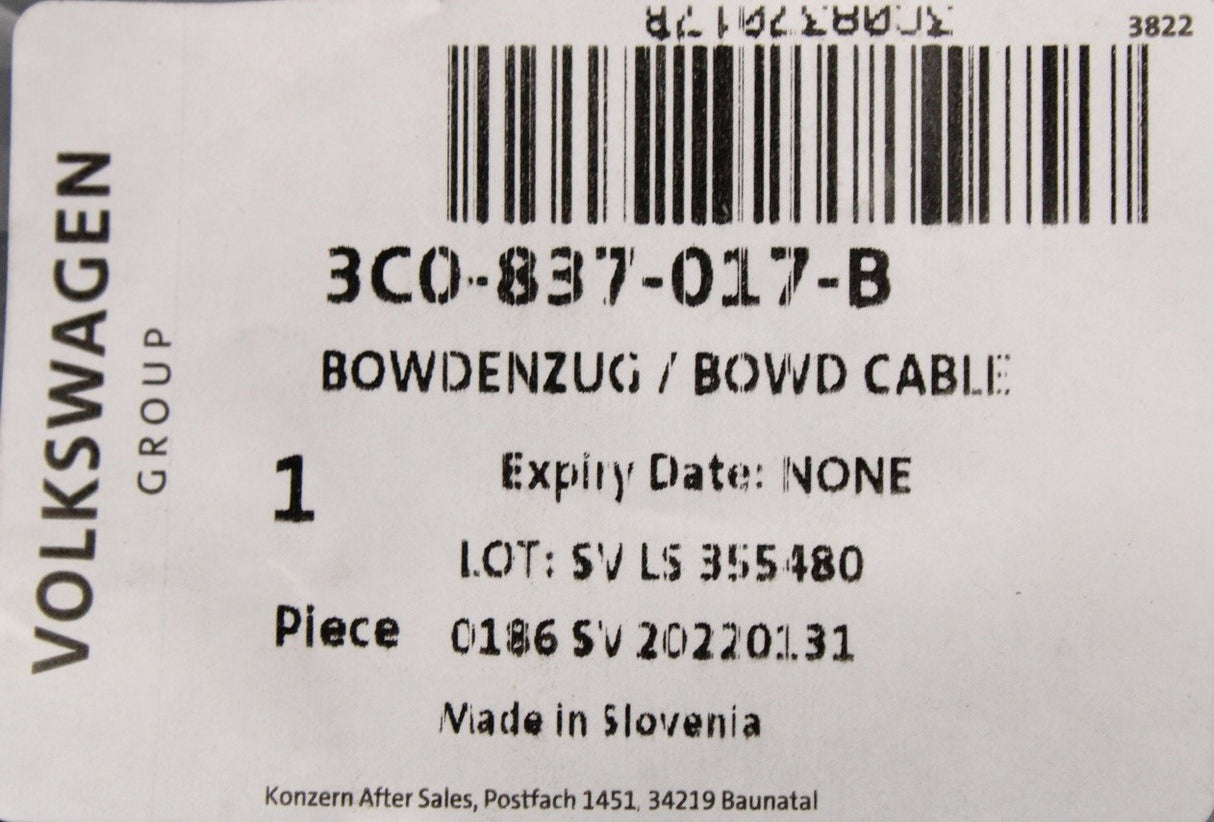 3C0837017B
3822
VOLKSWAGEN
GROUP
3C0-837-017-B
BOWDENZUG / BOWD CABLE
1
Expiry Date: NONE
LOT: SV LS 355480
Piece
0186 SV 20220131
Made in Slovenia
Konzern After Sales, Postfach 1451, 34219 Baunatal